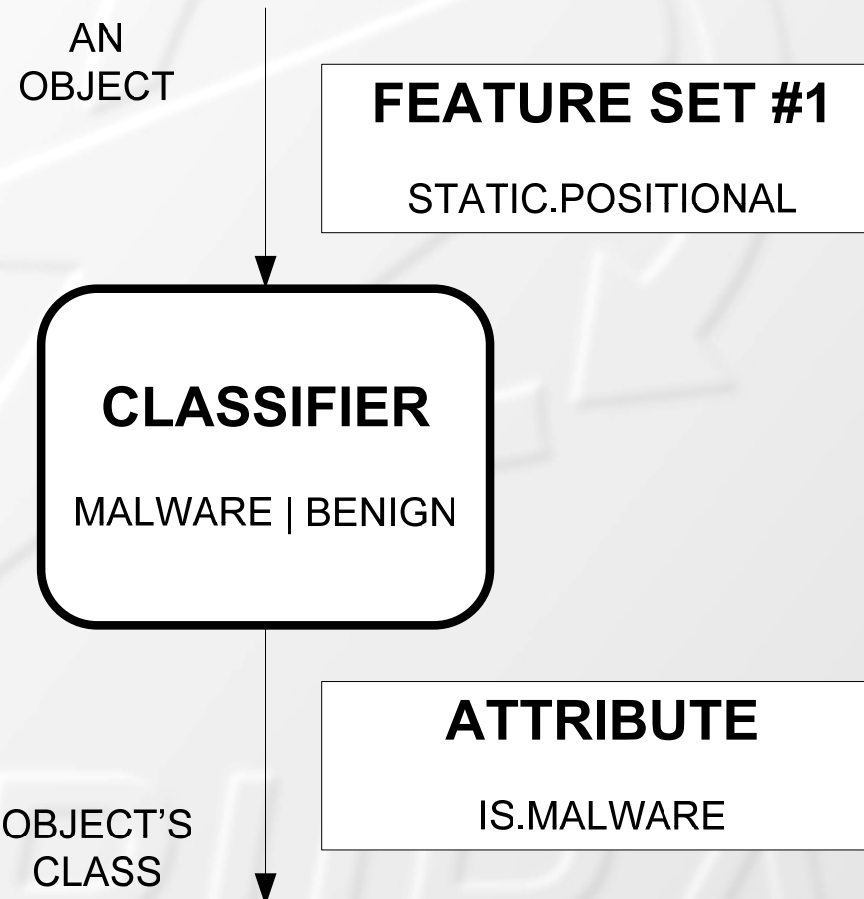 AN
OBJECT
FEATURE SET #1
STATIC.POSITIONAL
CLASSIFIER
MALWARE | BENIGN
ATTRIBUTE
IS.MALWARE
OBJECT'S
CLASS